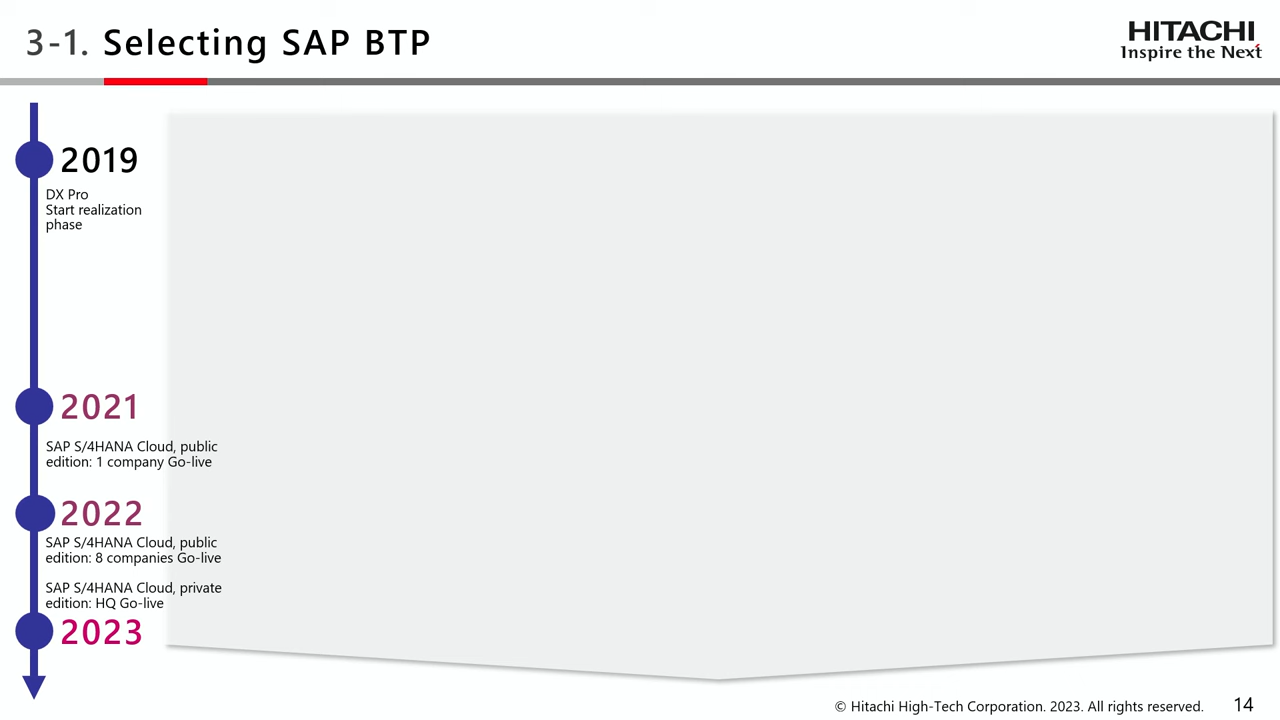 3-1. Selecting SAP BTP
HITACHI
Inspire the Next
2019
DX Pro
Start realization
phase
2021
SAP S/4HANA Cloud, public
edition: 1 company Go-live
2022
SAP S/4HANA Cloud, public
edition: 8 companies Go-live
SAP S/4HANA Cloud, private
edition: HQ Go-live
2023
© Hitachi High-Tech Corporation. 2023. All rights reserved.
14